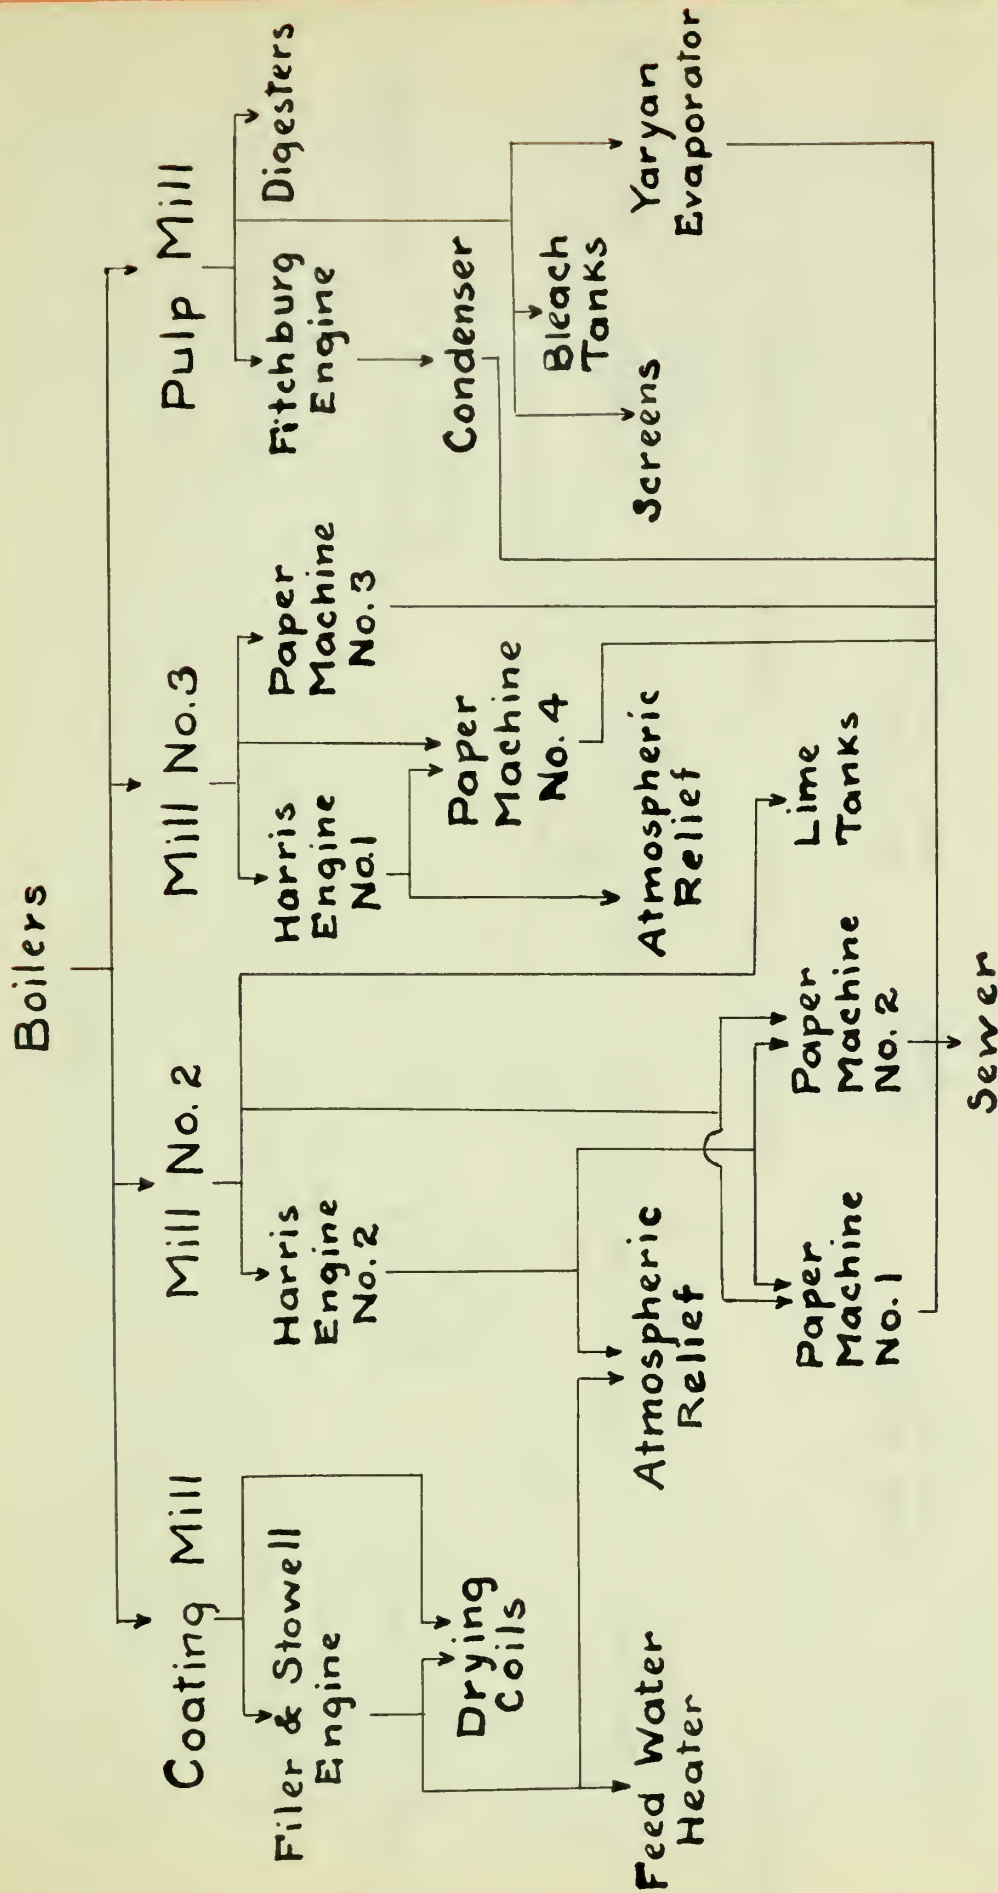 Boilers
Coating Mill
Mill No. 2
Mill No. 3
Pulp Mill
Filer & Stowell
Engine
Harris
Engine
No. 2
Harris
Engine
No.1
Paper
Machine
No. 3
Fitchburg
Engine
Digesters
Drying
Coils
Paper
Machine
No. 4
Condenser
Bleach
Tanks
Feed Water
Heater
Atmospheric
Relief
Atmospheric
Relief
Screens
Yaryan
Evaporator
Paper
Machine
No. 1
Paper
Machine
No. 2
Lime
Tanks
Sewer